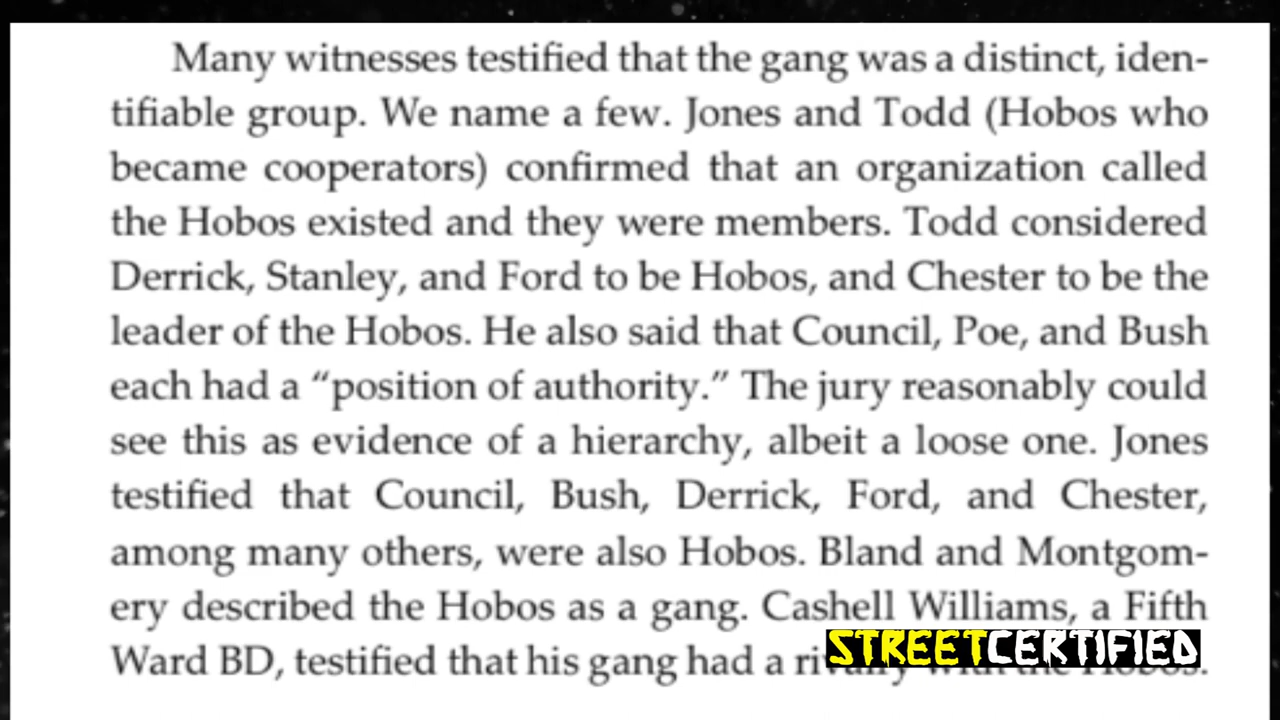 Many witnesses testified that the gang was a distinct, iden-
tifiable group. We name a few. Jones and Todd (Hobos who
became cooperators) confirmed that an organization called
the Hobos existed and they were members. Todd considered
Derrick, Stanley, and Ford to be Hobos, and Chester to be the
leader of the Hobos. He also said that Council, Poe, and Bush
each had a “position of authority.” The jury reasonably could
see this as evidence of a hierarchy, albeit a loose one. Jones
testified that Council, Bush, Derrick, Ford, and Chester,
among many others, were also Hobos. Bland and Montgom-
ery described the Hobos as a gang. Cashell Williams, a Fifth
Ward BD, testified that his gang had a rivalry with the Hobos.
STREETCERTIFIED